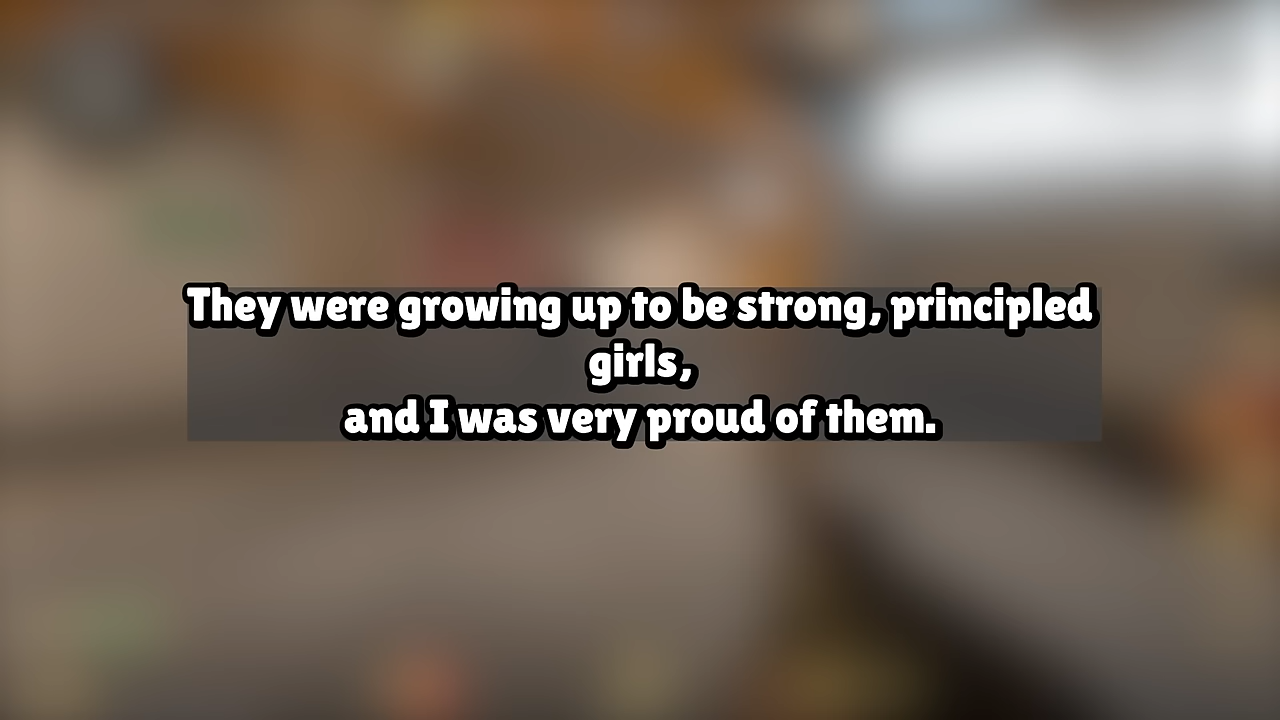 They were growing up to be strong, principled
girls,
and I was very proud of them.